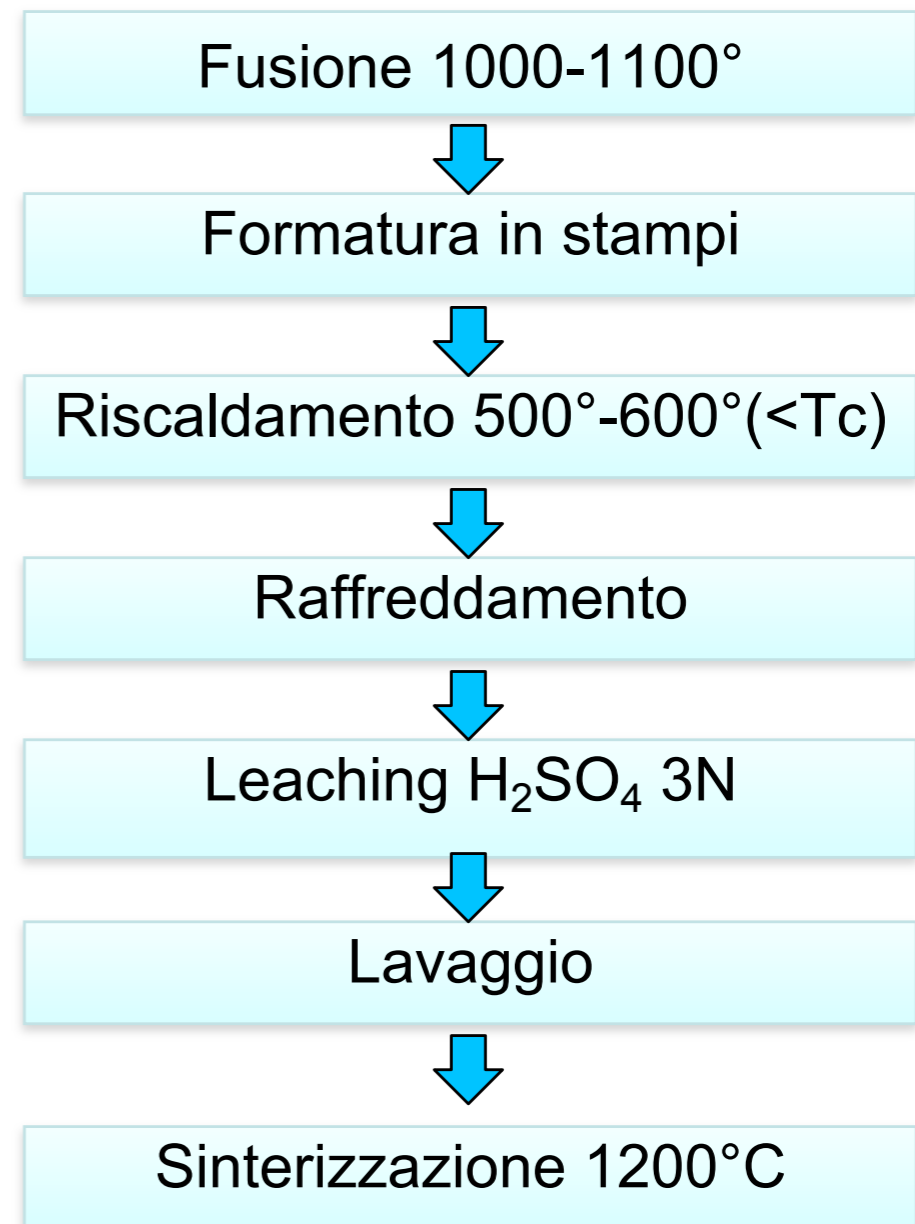 Fusione 1000-1100°
Formatura in stampi
Riscaldamento 500°-600°(<Tc)
Raffreddamento
Leaching H₂SO₄ 3N
Lavaggio
Sinterizzazione 1200°C